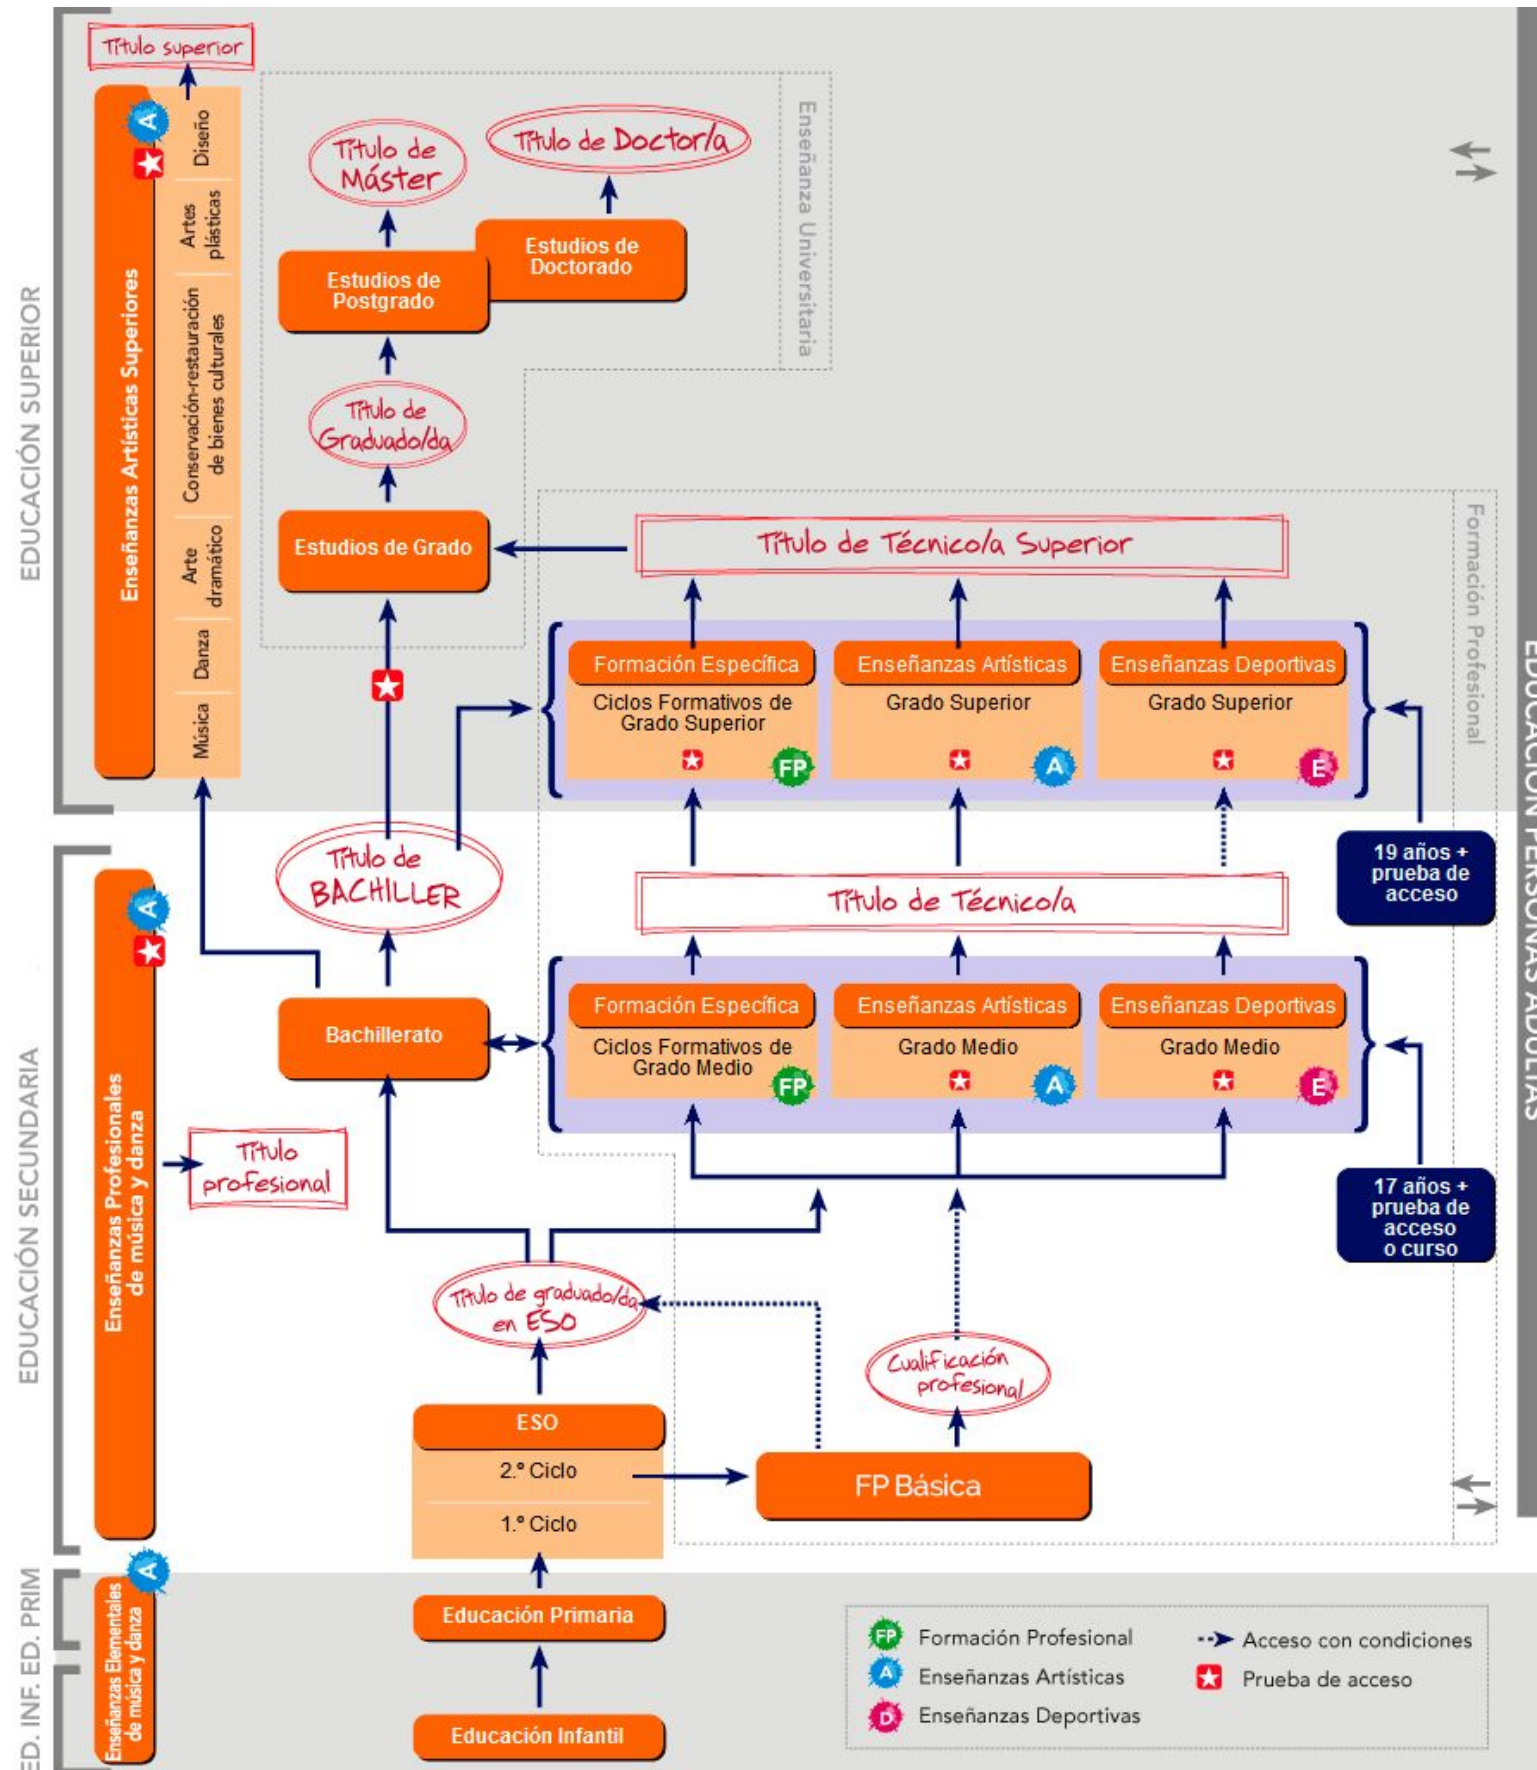 Título superior
EDUCACIÓN SUPERIOR
Enseñanzas Artísticas Superiores
A
Diseño
Artes
plásticas
Conservación-restauración
de bienes culturales
Arte
dramático
Danza
Música
Enseñanza Universitaria
Título de
Máster
Título de Doctor/a
Estudios de
Doctorado
Estudios de
Postgrado
Título de
Graduado/da
Estudios de Grado
Formación Profesional
Título de Técnico/a Superior
Formación Específica
Ciclos Formativos de
Grado Superior
FP
Enseñanzas Artísticas
Grado Superior
A
Enseñanzas Deportivas
Grado Superior
E
EDUCACIÓN PERSONAS ADULTAS
19 años +
prueba de
acceso
Título de
BACHILLER
Título de Técnico/a
EDUCACIÓN SECUNDARIA
Enseñanzas Profesionales
de música y danza
A
Bachillerato
Formación Específica
Ciclos Formativos de
Grado Medio
FP
Enseñanzas Artísticas
Grado Medio
A
Enseñanzas Deportivas
Grado Medio
E
Título
profesional
17 años +
prueba de
acceso
o curso
Título de graduado/da
en ESO
Cualificación
profesional
ESO
2.º Ciclo
1.º Ciclo
FP Básica
ED. INF. ED. PRIM
Enseñanzas Elementales
de música y danza
A
Educación Primaria
Educación Infantil
FP Formación Profesional
A Enseñanzas Artísticas
D Enseñanzas Deportivas
Acceso con condiciones
Prueba de acceso